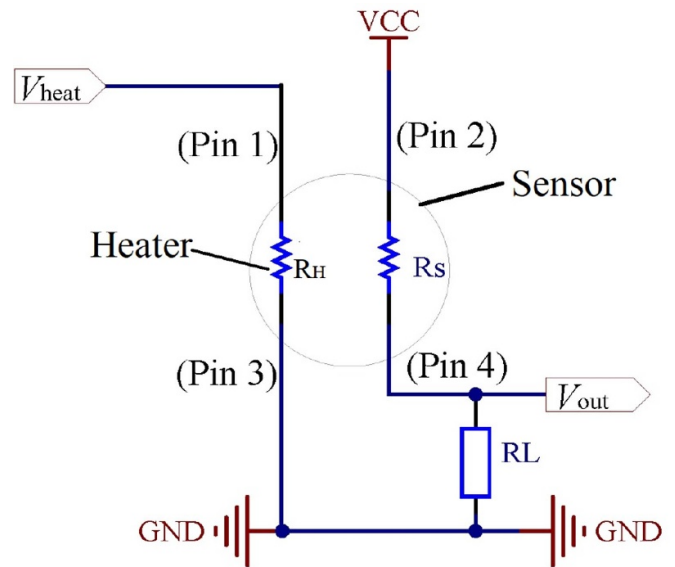 VCC
Vheat
(Pin 1)
(Pin 2)
Sensor
Heater
RH
Rs
(Pin 3)
(Pin 4)
Vout
RL
GND
GND